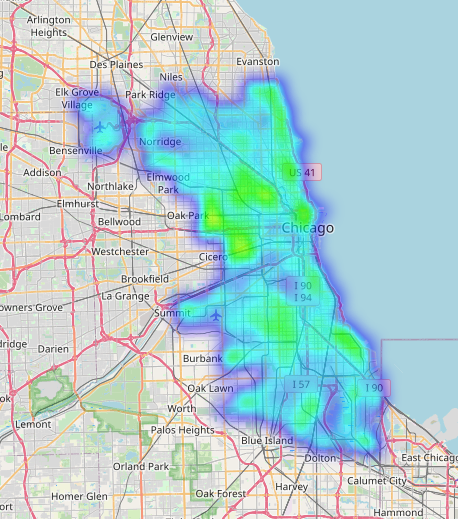 Arlington
Heights
Glenview
Des Plaines
Evanston
Niles
Elk Grove
Village
Park Ridge
Norridge
Bensenville
Addison
Northlake
Elmwood
Park
US 41
Lombard
Elmhurst
Bellwood
Oak Park
Chicago
Westchester
Cicero
Brookfield
La Grange
I 90
I 94
owners Grove
Summit
ridge
Darien
Burbank
Oak Lawn
I 57
I 90
Worth
Lemont
Palos Heights
Blue Island
Dolton
East Chicago
Orland Park
Calumet City
Homer Glen
Oak Forest
Harvey
Hammond
ort